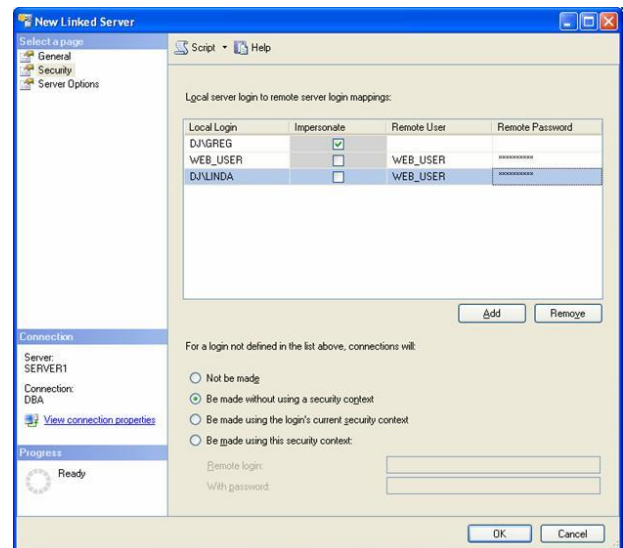 New Linked Server
Select a page
General
Security
Server Options
Script Help
Local server login to remote server login mappings:
Local Login Impersonate Remote User Remote Password
DJ\GREG
WEB_USER WEB_USER **********
DJ\LINDA WEB_USER **********
Add Remove
Connection
Server:
SERVER1
Connection:
DBA
View connection properties
Progress
Ready
For a login not defined in the list above, connections will:
Not be made
Be made without using a security context
Be made using the login's current security context
Be made using this security context:
Remote login:
With password:
OK Cancel